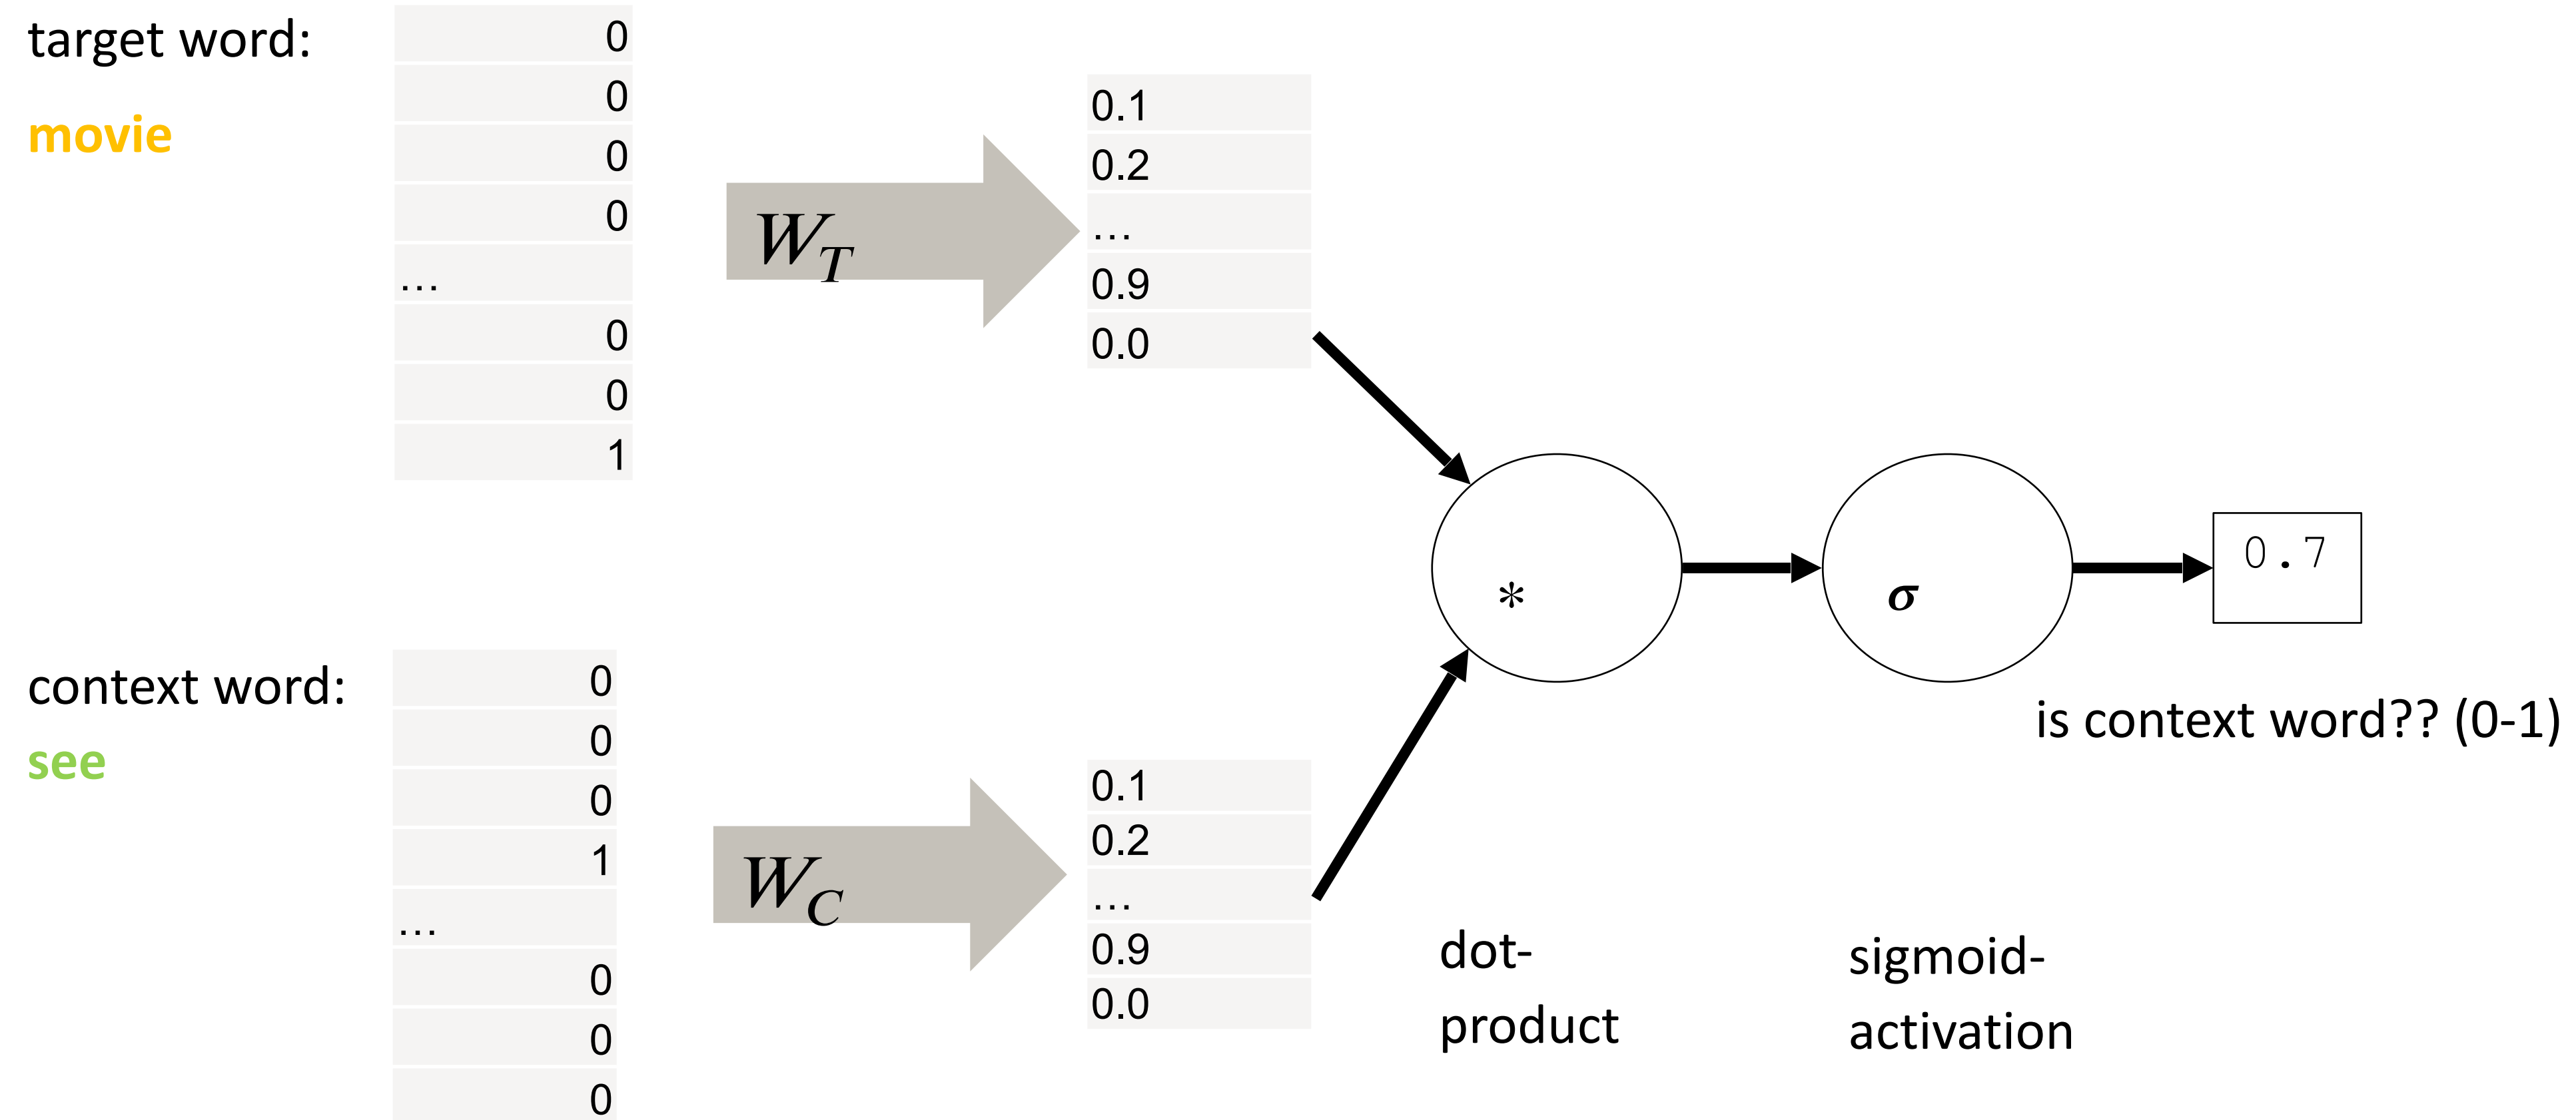 target word:
movie
0
0
0
0
...
0
0
1
W_T
0.1
0.2
...
0.9
0.0
context word:
see
0
0
0
1
...
0
0
0
W_C
0.1
0.2
...
0.9
0.0
*
dot-
product
σ
sigmoid-
activation
0.7
is context word?? (0-1)